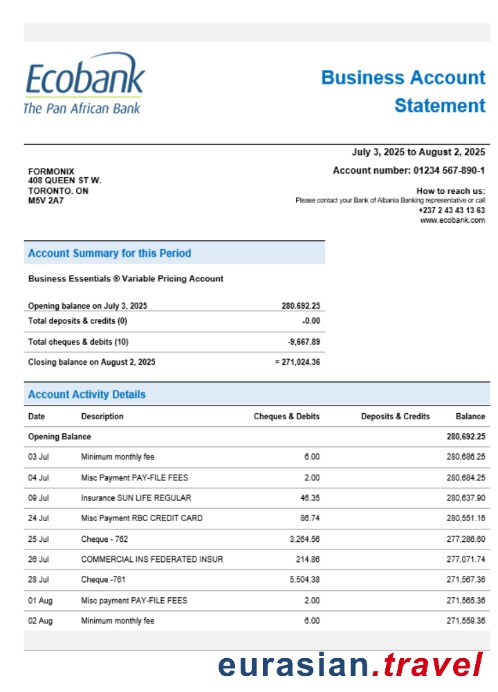 Ecobank
The Pan African Bank
Business Account
Statement
July 3, 2025 to August 2, 2025
Account number: 01234 567-890-1
FORMONIX
408 QUEEN ST W.
TORONTO. ON
M5V 2A7
How to reach us:
Please contact your Bank of Albania Banking representative or call
+237 2 43 43 13 63
www.ecobank.com
Account Summary for this Period
Business Essentials ® Variable Pricing Account
Opening balance on July 3, 2025 280,692.25
Total deposits & credits (0) -0.00
Total cheques & debits (10) -9,667.89
Closing balance on August 2, 2025 = 271,024.36
Account Activity Details
Date Description Cheques & Debits Deposits & Credits Balance
Opening Balance 280,692.25
03 Jul Minimum monthly fee 6.00 280,686.25
04 Jul Misc Payment PAY-FILE FEES 2.00 280,684.25
09 Jul Insurance SUN LIFE REGULAR 46.35 280,637.90
24 Jul Misc Payment RBC CREDIT CARD 86.74 280,551.16
25 Jul Cheque - 762 3,264.56 277,286.60
26 Jul COMMERCIAL INS FEDERATED INSUR 214.86 277,071.74
28 Jul Cheque -761 5,504.38 271,567.36
01 Aug Misc payment PAY-FILE FEES 2.00 271,565.36
02 Aug Minimum monthly fee 6.00 271,559.36
eurasian.travel